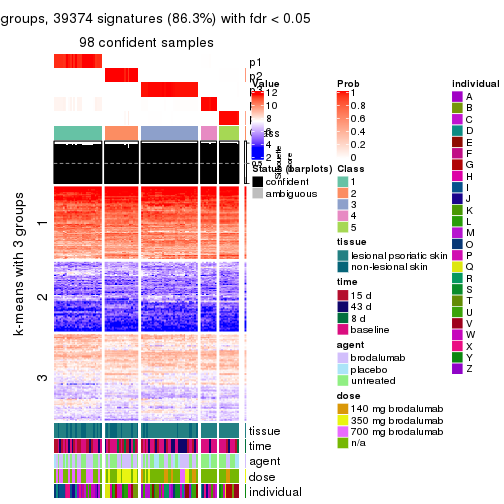 groups, 39374 signatures (86.3%) with fdr < 0.05
98 confident samples
p1
p2
Value
12
10
8
6
4
2
Silhouette
score
Status (barplots)
confident
ambiguous
Prob
1
0.8
0.6
0.4
0.2
0
Class
1
2
3
4
5
tissue
lesional psoriatic skin
non-lesional skin
time
15 d
43 d
8 d
baseline
agent
brodalumab
placebo
untreated
dose
140 mg brodalumab
350 mg brodalumab
700 mg brodalumab
n/a
individual
A
B
C
D
E
F
G
H
I
J
K
L
M
O
P
Q
R
S
T
U
V
W
X
Y
Z
k-means with 3 groups
1
2
3
tissue
time
agent
dose
individual